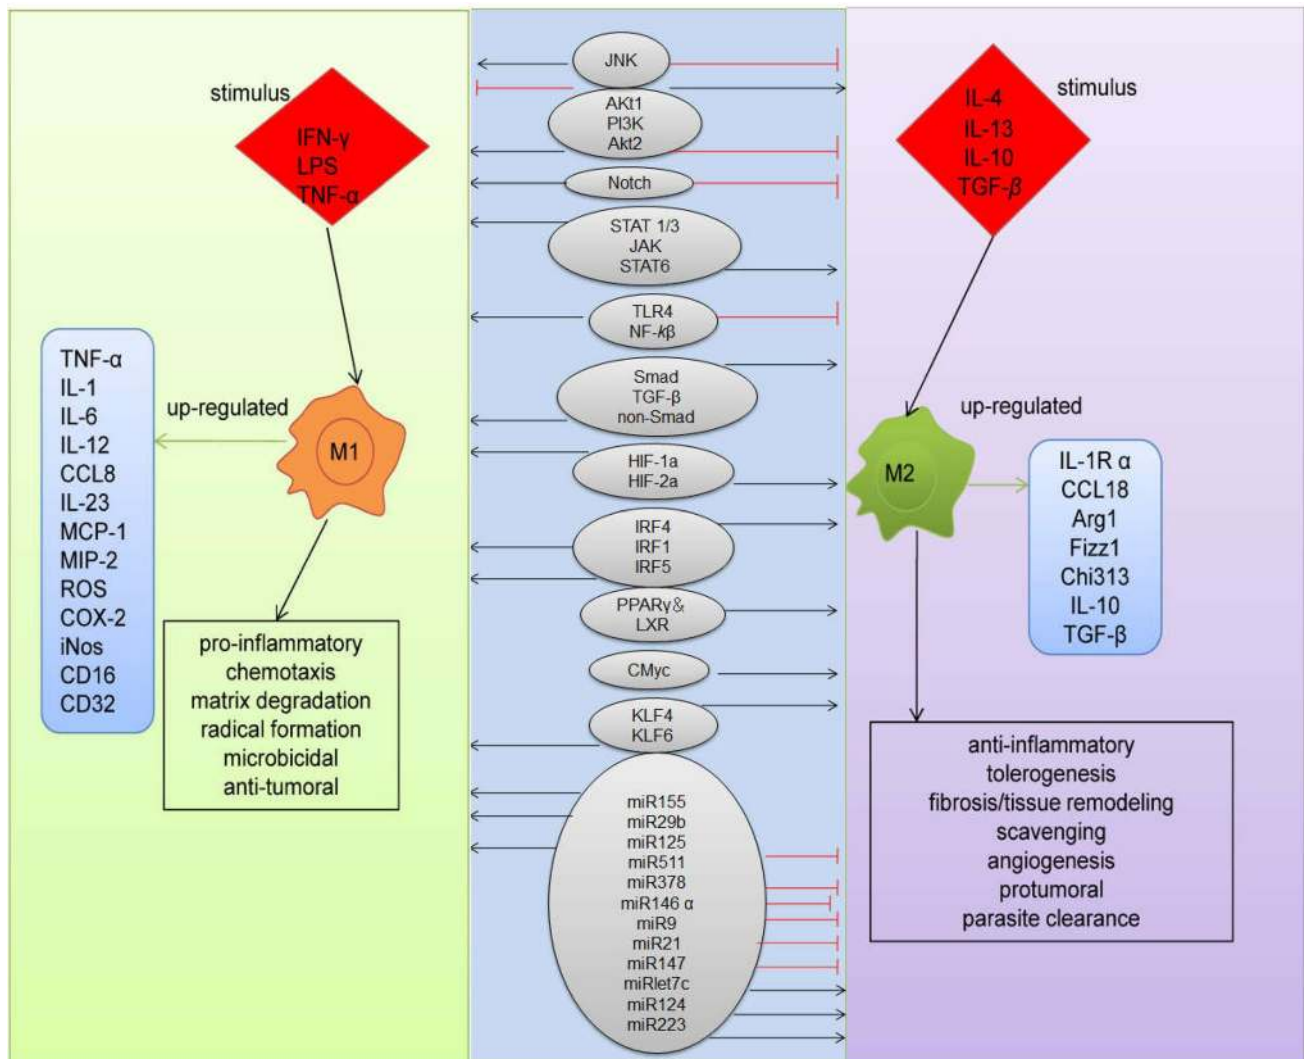 stimulus
IFN-γ
LPS
TNF-α
TNF-α
IL-1
IL-6
IL-12
CCL8
IL-23
MCP-1
MIP-2
ROS
COX-2
iNos
CD16
CD32
up-regulated
M1
pro-inflammatory
chemotaxis
matrix degradation
radical formation
microbicidal
anti-tumoral
JNK
AKt1
PI3K
Akt2
Notch
STAT 1/3
JAK
STAT6
TLR4
NF-kβ
Smad
TGF-β
non-Smad
HIF-1a
HIF-2a
IRF4
IRF1
IRF5
PPARγ&
LXR
CMyc
KLF4
KLF6
miR155
miR29b
miR125
miR511
miR378
miR146 α
miR9
miR21
miR147
miRlet7c
miR124
miR223
IL-4
IL-13
IL-10
TGF-β
stimulus
up-regulated
M2
IL-1R α
CCL18
Arg1
Fizz1
Chi313
IL-10
TGF-β
anti-inflammatory
tolerogenesis
fibrosis/tissue remodeling
scavenging
angiogenesis
protumoral
parasite clearance